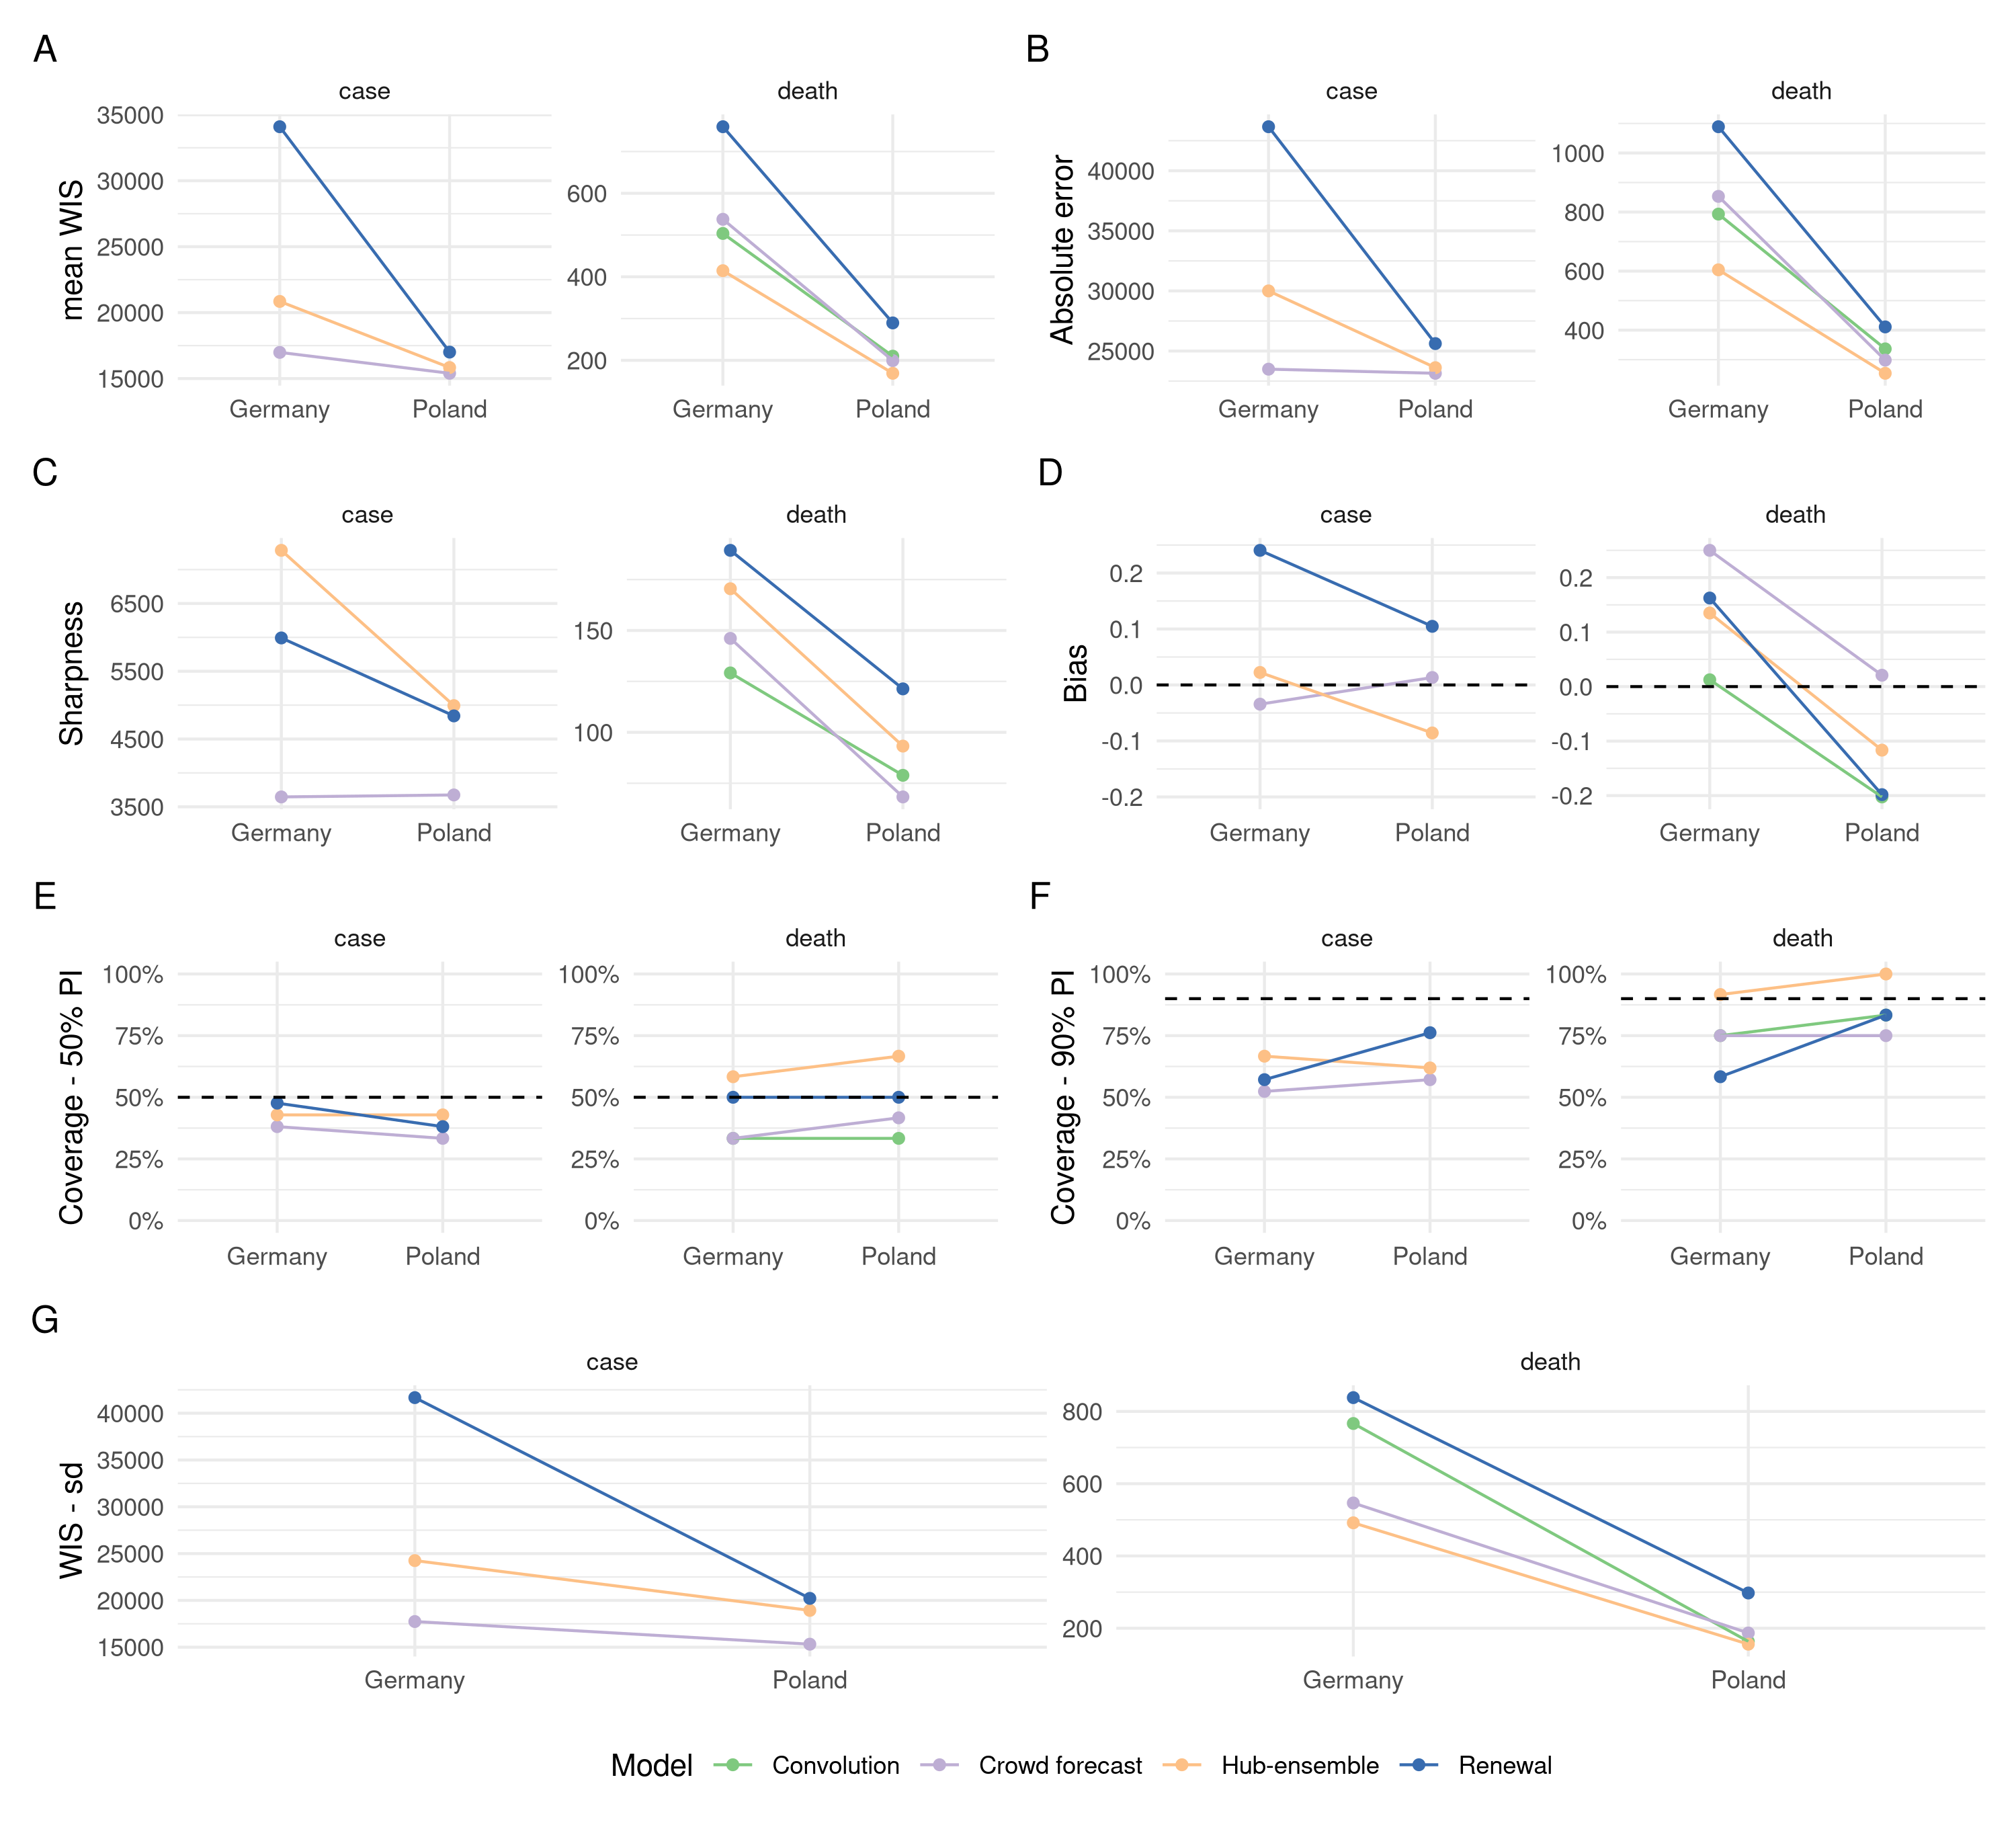 A
B
case
death
case
death
mean WIS
35000
30000
25000
20000
15000
600
400
200
Absolute error
40000
35000
30000
25000
1000
800
600
400
Germany
Poland
Germany
Poland
Germany
Poland
Germany
Poland
C
D
case
death
case
death
Sharpness
6500
5500
4500
3500
150
100
Bias
0.2
0.1
0.0
-0.1
-0.2
0.2
0.1
0.0
-0.1
-0.2
Germany
Poland
Germany
Poland
Germany
Poland
Germany
Poland
E
F
case
death
case
death
Coverage - 50% PI
100%
75%
50%
25%
0%
100%
75%
50%
25%
0%
Coverage - 90% PI
100%
75%
50%
25%
0%
100%
75%
50%
25%
0%
Germany
Poland
Germany
Poland
Germany
Poland
Germany
Poland
G
case
death
WIS - sd
40000
35000
30000
25000
20000
15000
800
600
400
200
Germany
Poland
Germany
Poland
Model
Convolution
Crowd forecast
Hub-ensemble
Renewal